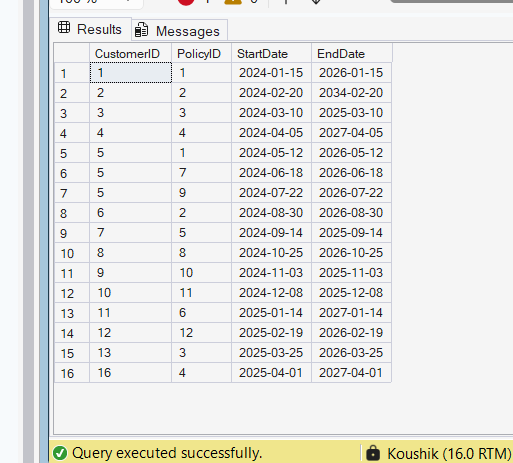 Results Messages
CustomerID PolicyID StartDate EndDate
1 1 1 2024-01-15 2026-01-15
2 2 2 2024-02-20 2034-02-20
3 3 3 2024-03-10 2025-03-10
4 4 4 2024-04-05 2027-04-05
5 5 1 2024-05-12 2026-05-12
6 5 7 2024-06-18 2026-06-18
7 5 9 2024-07-22 2026-07-22
8 6 2 2024-08-30 2026-08-30
9 7 5 2024-09-14 2025-09-14
10 8 8 2024-10-25 2026-10-25
11 9 10 2024-11-03 2025-11-03
12 10 11 2024-12-08 2025-12-08
13 11 6 2025-01-14 2027-01-14
14 12 12 2025-02-19 2026-02-19
15 13 3 2025-03-25 2026-03-25
16 16 4 2025-04-01 2027-04-01
Query executed successfully. Koushik (16.0 RTM)